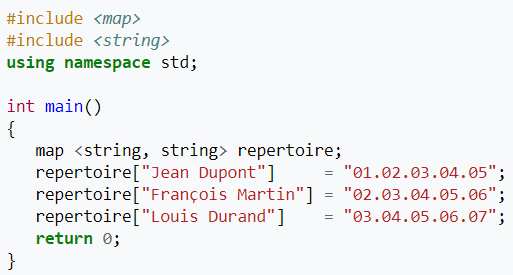 #include <map>
#include <string>
using namespace std;

int main()
{
   map <string, string> repertoire;
   repertoire["Jean Dupont"]     = "01.02.03.04.05";
   repertoire["François Martin"] = "02.03.04.05.06";
   repertoire["Louis Durand"]    = "03.04.05.06.07";
   return 0;
}